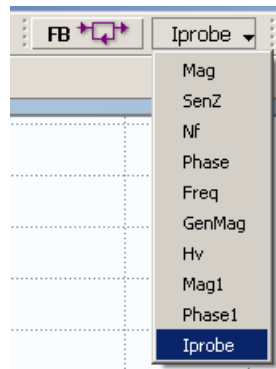 FB Iprobe
Mag
SenZ
Nf
Phase
Freq
GenMag
Hv
Mag1
Phase1
Iprobe